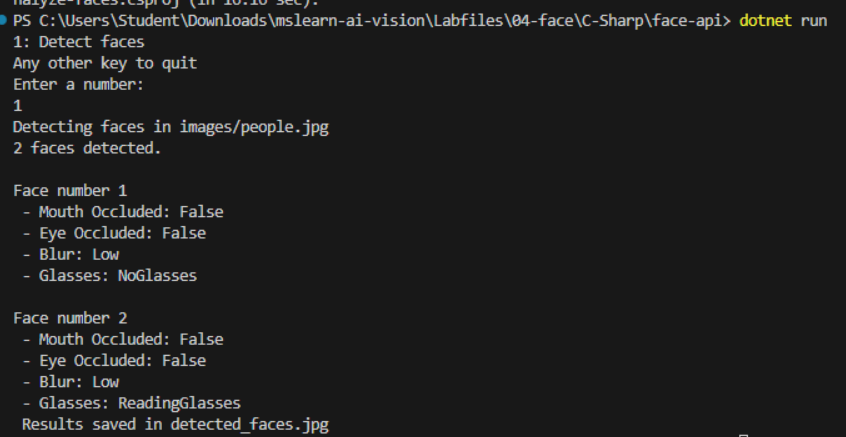 nalyze-faces.csproj (in 10.10 sec).
PS C:\Users\Student\Downloads\mslearn-ai-vision\Labfiles\04-face\C-Sharp\face-api> dotnet run
1: Detect faces
Any other key to quit
Enter a number:
1
Detecting faces in images/people.jpg
2 faces detected.

Face number 1
 - Mouth Occluded: False
 - Eye Occluded: False
 - Blur: Low
 - Glasses: NoGlasses

Face number 2
 - Mouth Occluded: False
 - Eye Occluded: False
 - Blur: Low
 - Glasses: ReadingGlasses
 Results saved in detected_faces.jpg